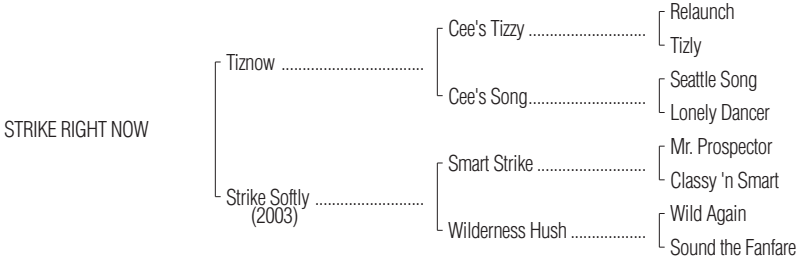 Relaunch
Cee's Tizzy ..............................
Tizly
Tiznow ....................................
Seattle Song
Cee's Song..............................
Lonely Dancer
STRIKE RIGHT NOW
Mr. Prospector
Smart Strike ............................
Classy 'n Smart
Strike Softly ............................
(2003)
Wild Again
Wilderness Hush ...................
Sound the Fanfare